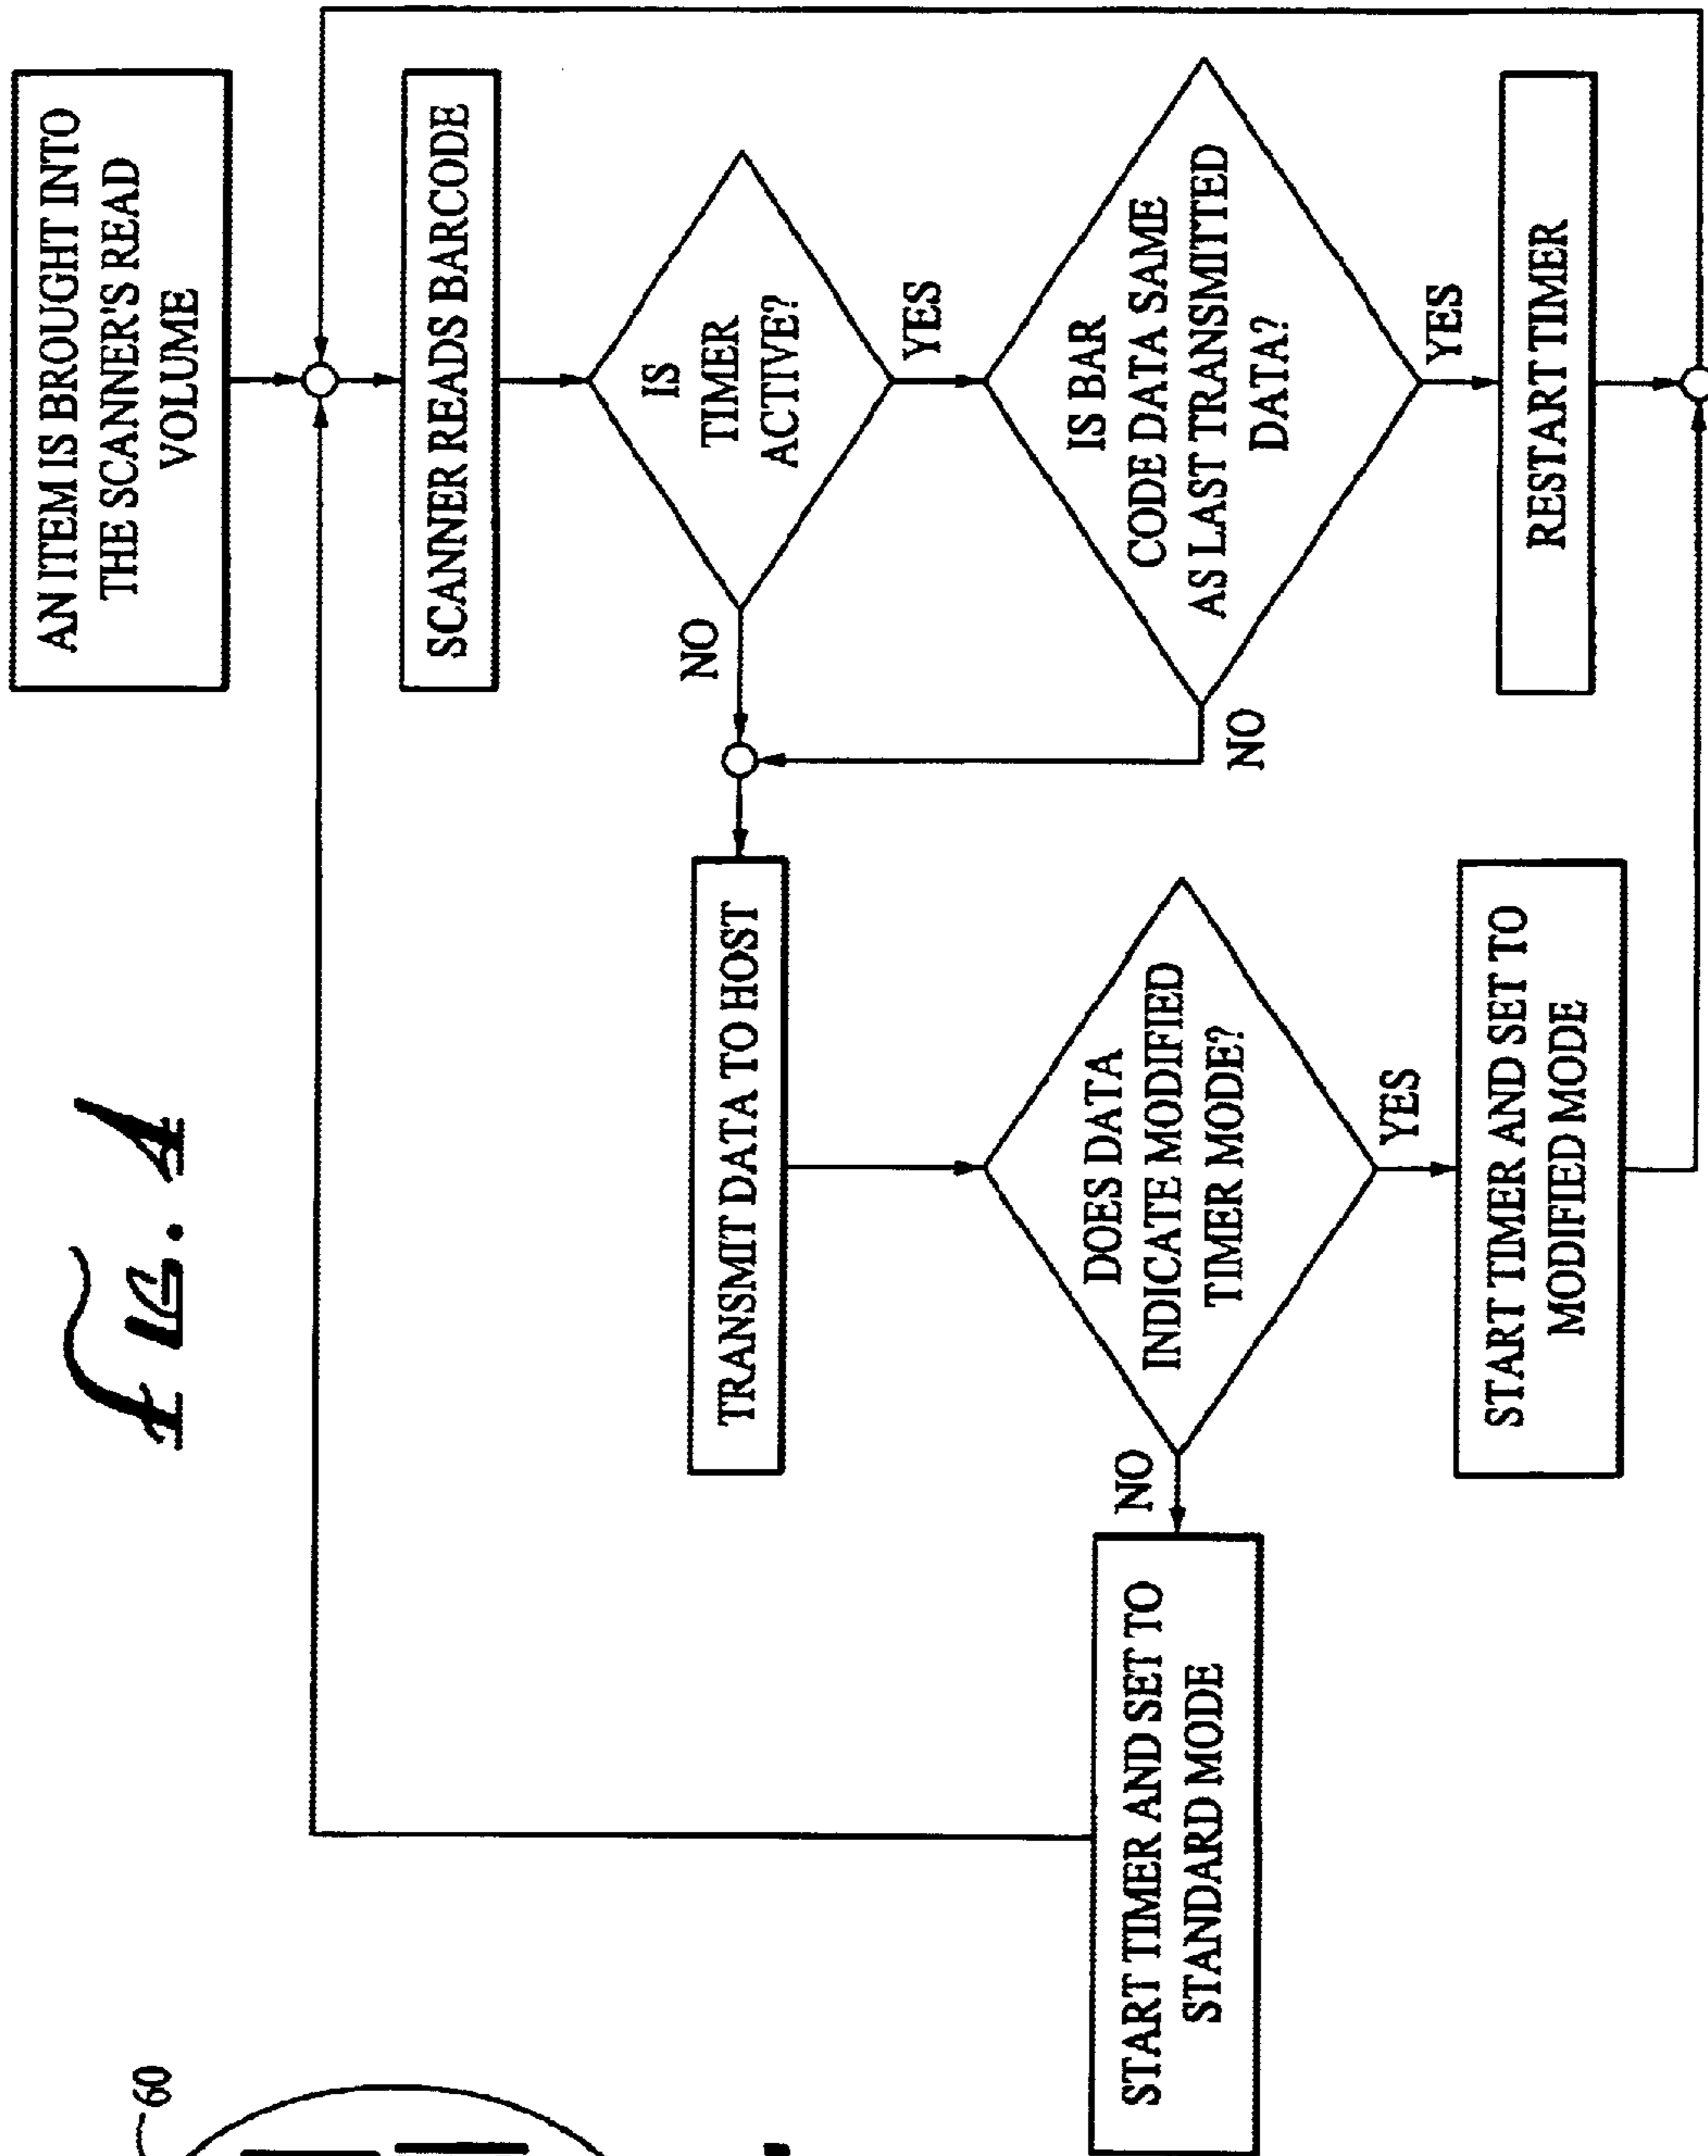 FIG. 4
AN ITEM IS BROUGHT INTO
THE SCANNER'S READ
VOLUME
SCANNER READS BARCODE
IS
TIMER
ACTIVE?
NO
YES
IS BAR
CODE DATA SAME
AS LAST TRANSMITTED
DATA?
NO
YES
RESTART TIMER
TRANSMIT DATA TO HOST
DOES DATA
INDICATE MODIFIED
TIMER MODE?
NO
YES
START TIMER AND SET TO
MODIFIED MODE
START TIMER AND SET TO
STANDARD MODE
60